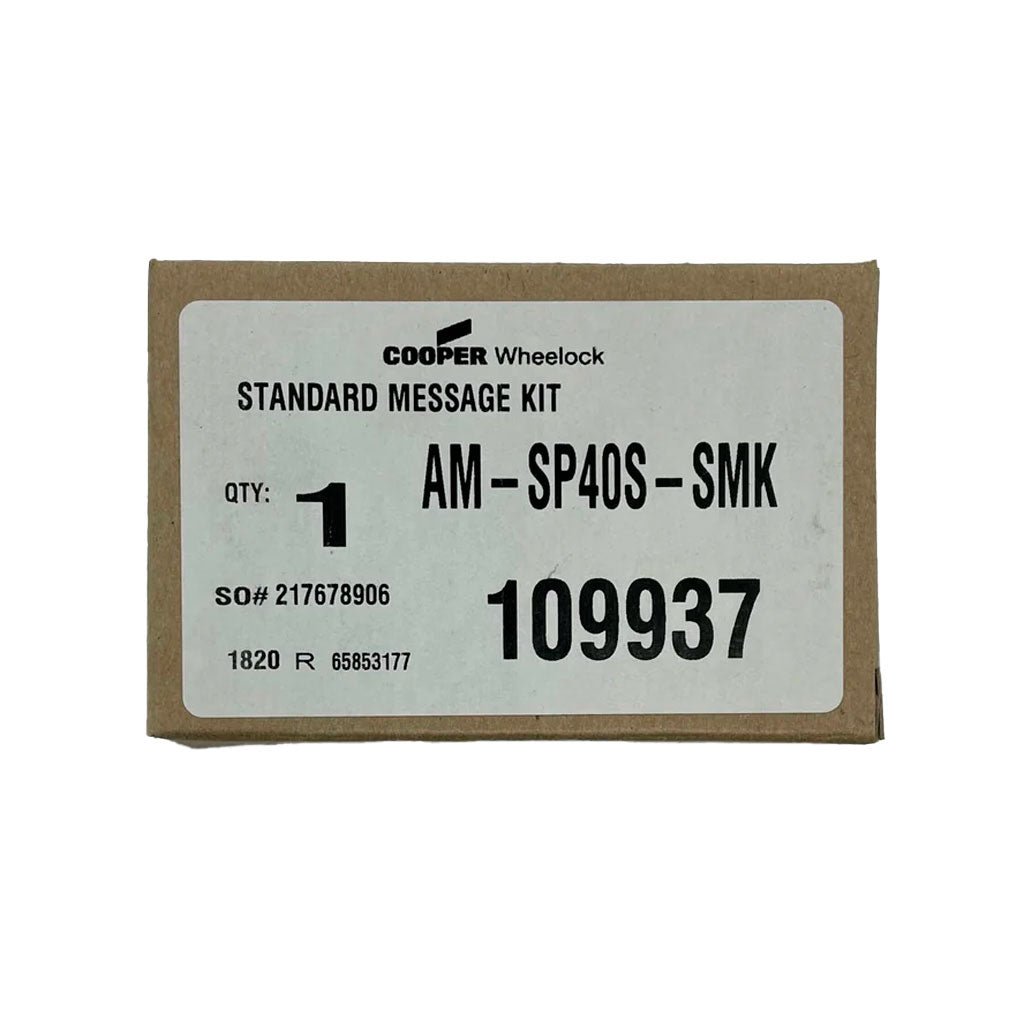 COOPER Wheelock
STANDARD MESSAGE KIT
AM-SP40S-SMK
QTY: 1
109937
SO# 217678906
1820 R 65853177